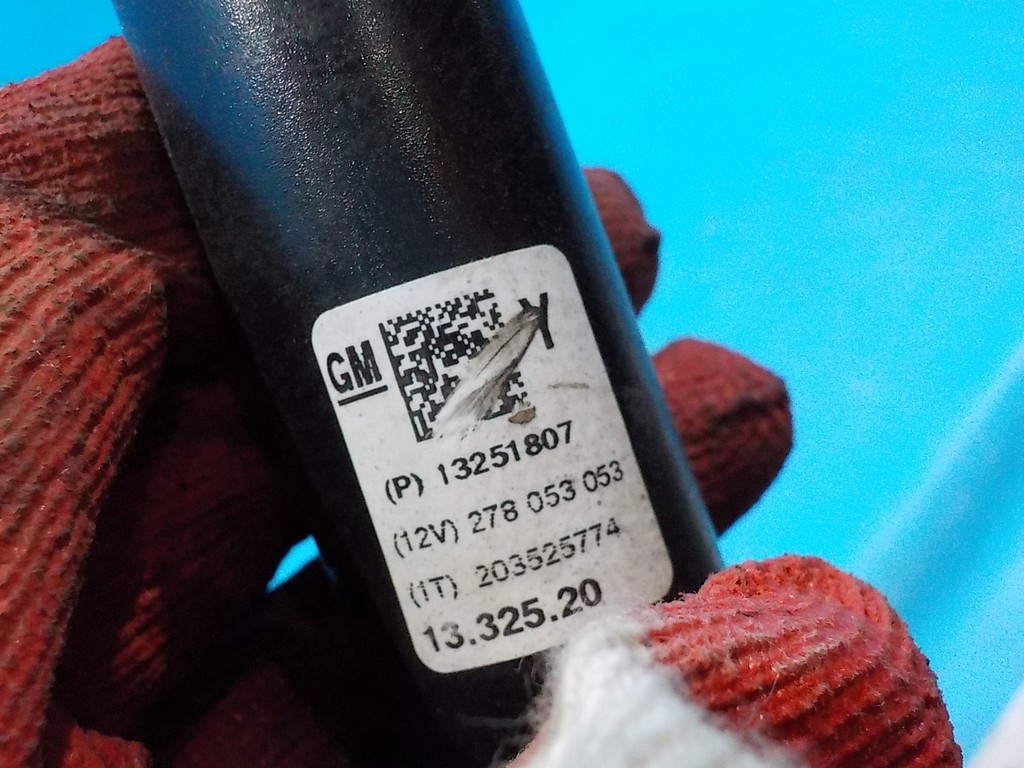 GM
Y
(P) 13251807
(12V) 278 053 053
(1T) 203525774
13.325.20